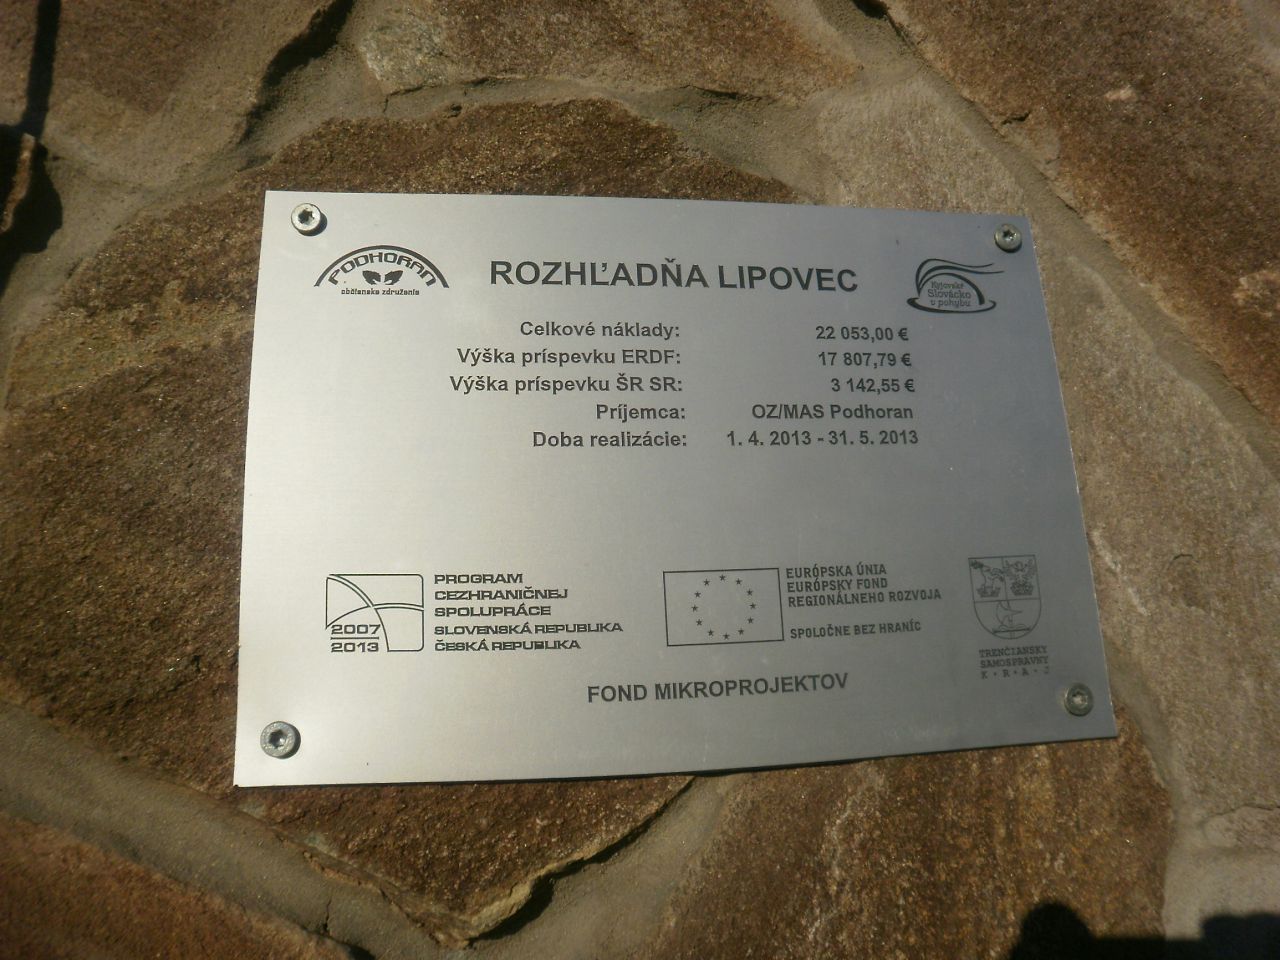 PODHORAN
občianske združenie
ROZHĽADŇA LIPOVEC
Kyjovské
Slovácko
v pohybu
Celkové náklady: 22 053,00 €
Výška príspevku ERDF: 17 807,79 €
Výška príspevku ŠR SR: 3 142,55 €
Príjemca: OZ/MAS Podhoran
Doba realizácie: 1. 4. 2013 - 31. 5. 2013
2007
2013
PROGRAM
CEZHRANIČNEJ
SPOLUPRÁCE
SLOVENSKÁ REPUBLIKA
ČESKÁ REPUBLIKA
EURÓPSKA ÚNIA
EURÓPSKY FOND
REGIONÁLNEHO ROZVOJA
SPOLOČNE BEZ HRANÍC
TRENČIANSKY
SAMOSPRÁVNY
K • R • A • J
FOND MIKROPROJEKTOV